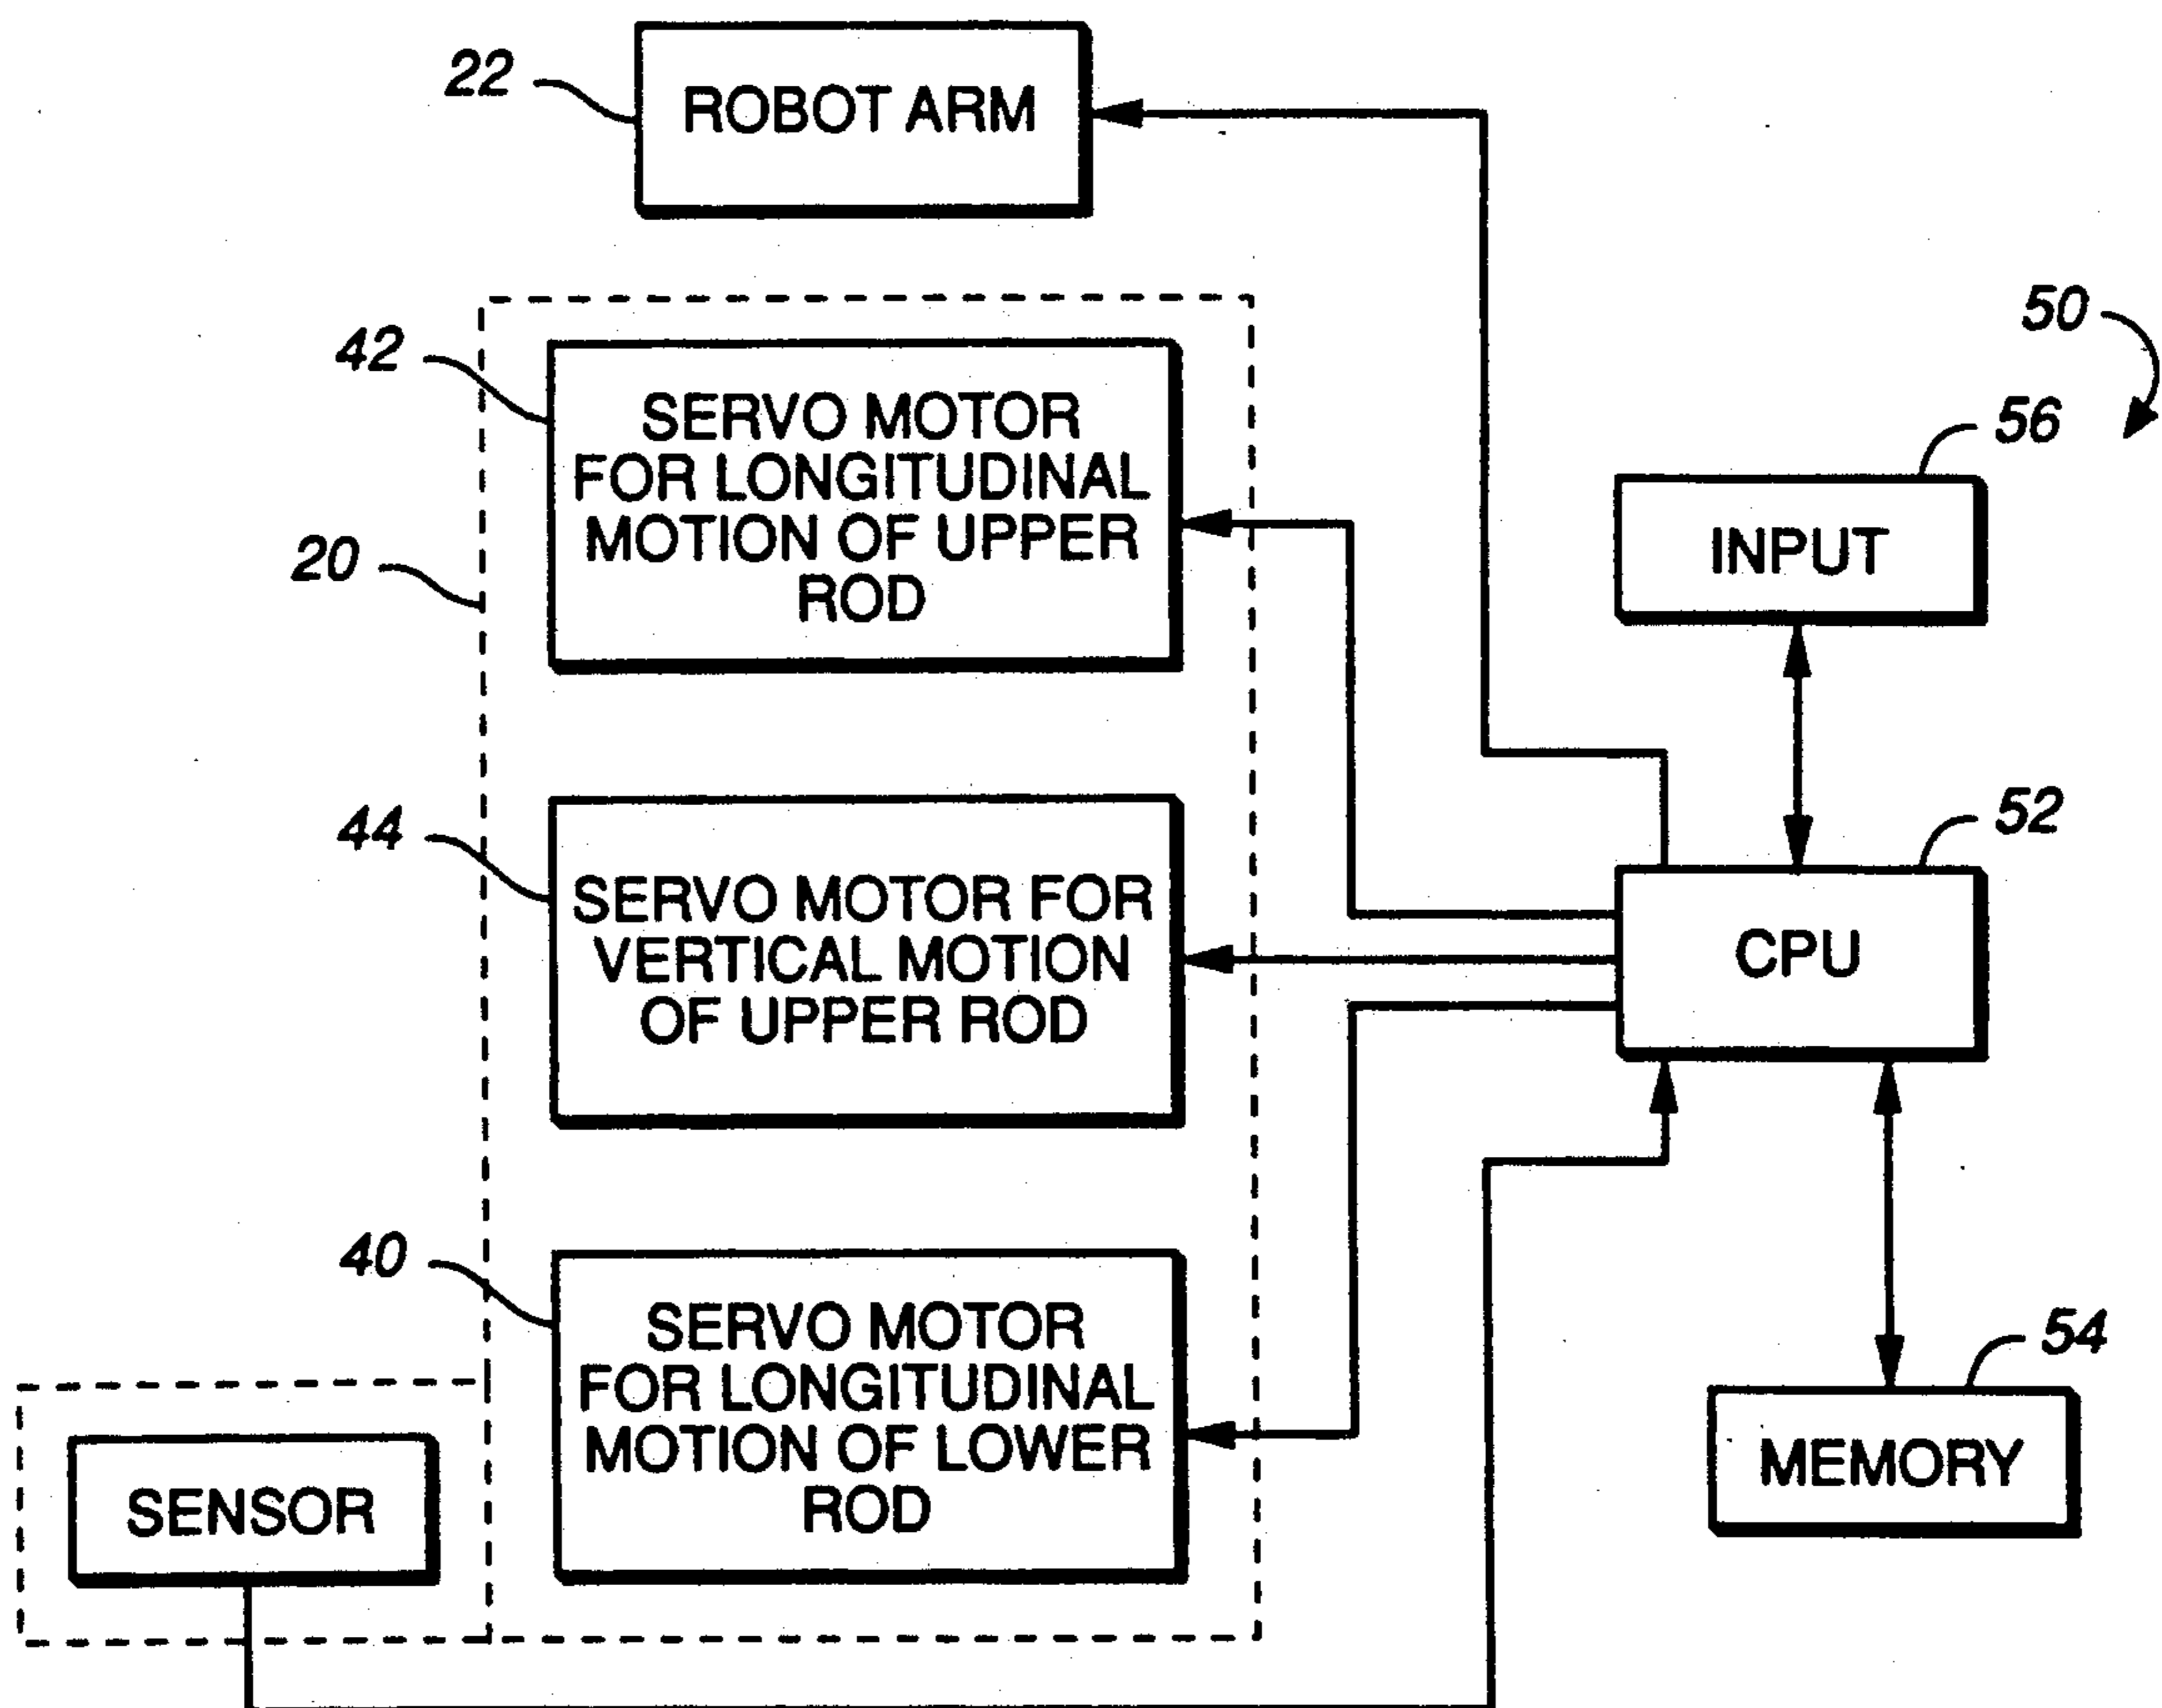 22
ROBOT ARM
50
42
SERVO MOTOR
FOR LONGITUDINAL
MOTION OF UPPER
ROD
56
INPUT
20
44
SERVO MOTOR FOR
VERTICAL MOTION
OF UPPER ROD
52
CPU
40
SERVO MOTOR
FOR LONGITUDINAL
MOTION OF LOWER
ROD
54
MEMORY
SENSOR